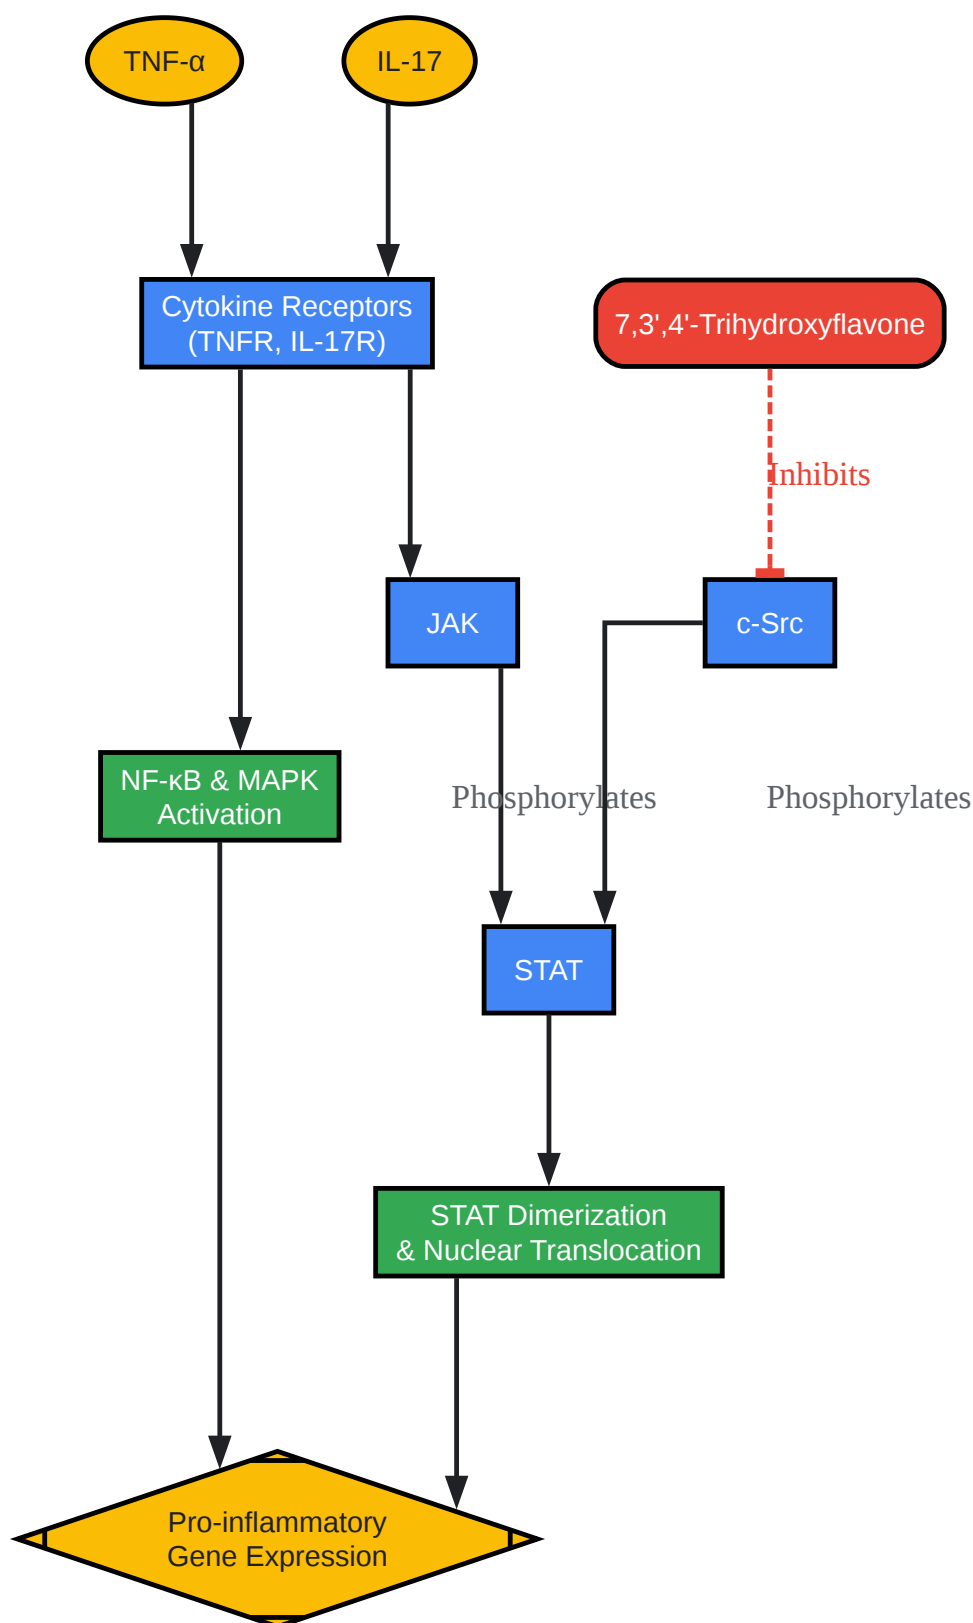 TNF-α
IL-17
Cytokine Receptors
(TNFR, IL-17R)
7,3',4'-Trihydroxyflavone
Inhibits
JAK
c-Src
NF-κB & MAPK
Activation
Phosphorylates
Phosphorylates
STAT
STAT Dimerization
& Nuclear Translocation
Pro-inflammatory
Gene Expression